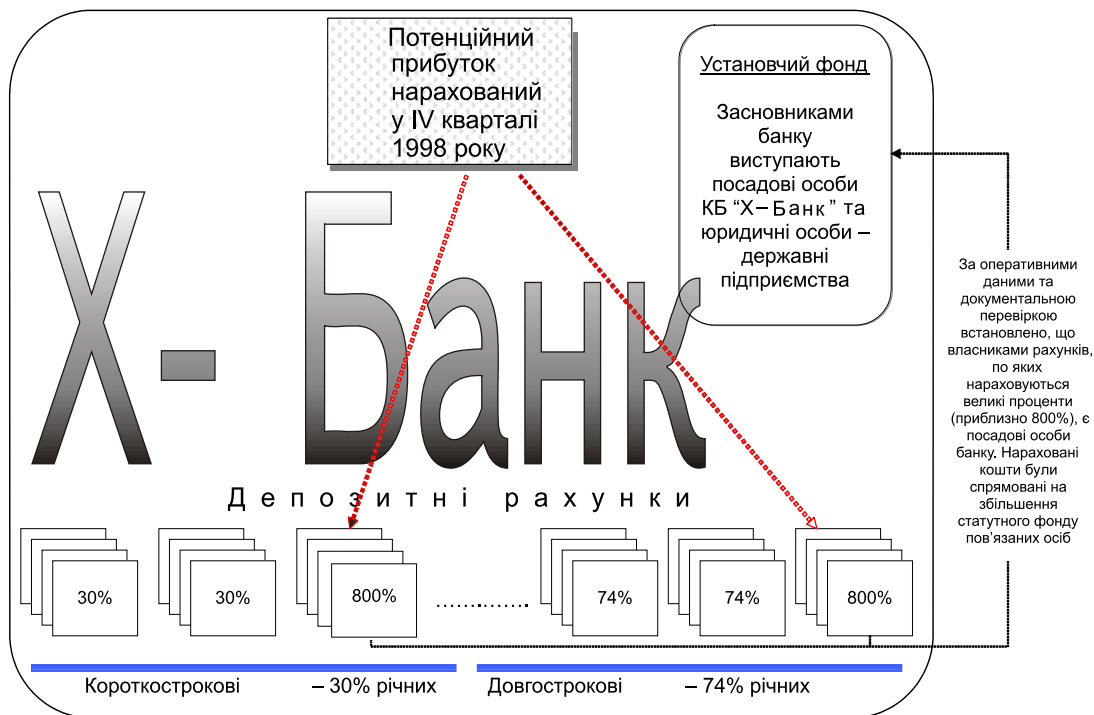 Потенційний
прибуток
нарахований
у IV кварталі
1998 року
Установчий фонд
Засновниками
банку
виступають
посадові особи
КБ “Х–Банк” та
юридичні особи –
державні
підприємства
Х- Банк
За оперативними
даними та
документальною
перевіркою
встановлено, що
власниками рахунків,
по яких
нараховуються
великі проценти
(приблизно 800%), є
посадові особи
банку. Нараховані
кошти були
спрямовані на
збільшення
статутного фонду
пов’язаних осіб
Депозитні рахунки
30% 30% 800% ........... 74% 74% 800%
Короткострокові – 30% річних Довгострокові – 74% річних